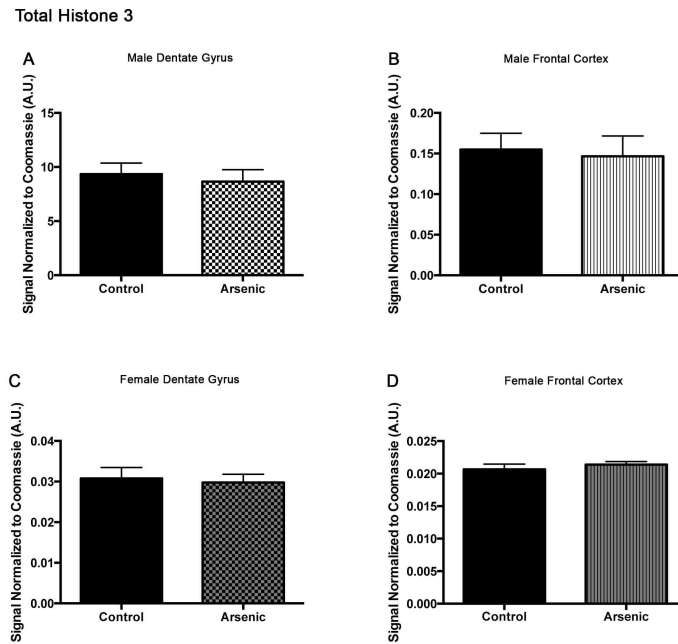 Total Histone 3
A
Male Dentate Gyrus
Signal Normalized to Coomassie (A.U.)
15
10
5
0
Control
Arsenic
B
Male Frontal Cortex
Signal Normalized to Coomassie (A.U.)
0.20
0.15
0.10
0.05
0.00
Control
Arsenic
C
Female Dentate Gyrus
Signal Normalized to Coomassie (A.U.)
0.04
0.03
0.02
0.01
0.00
Control
Arsenic
D
Female Frontal Cortex
Signal Normalized to Coomassie (A.U.)
0.025
0.020
0.015
0.010
0.005
0.000
Control
Arsenic